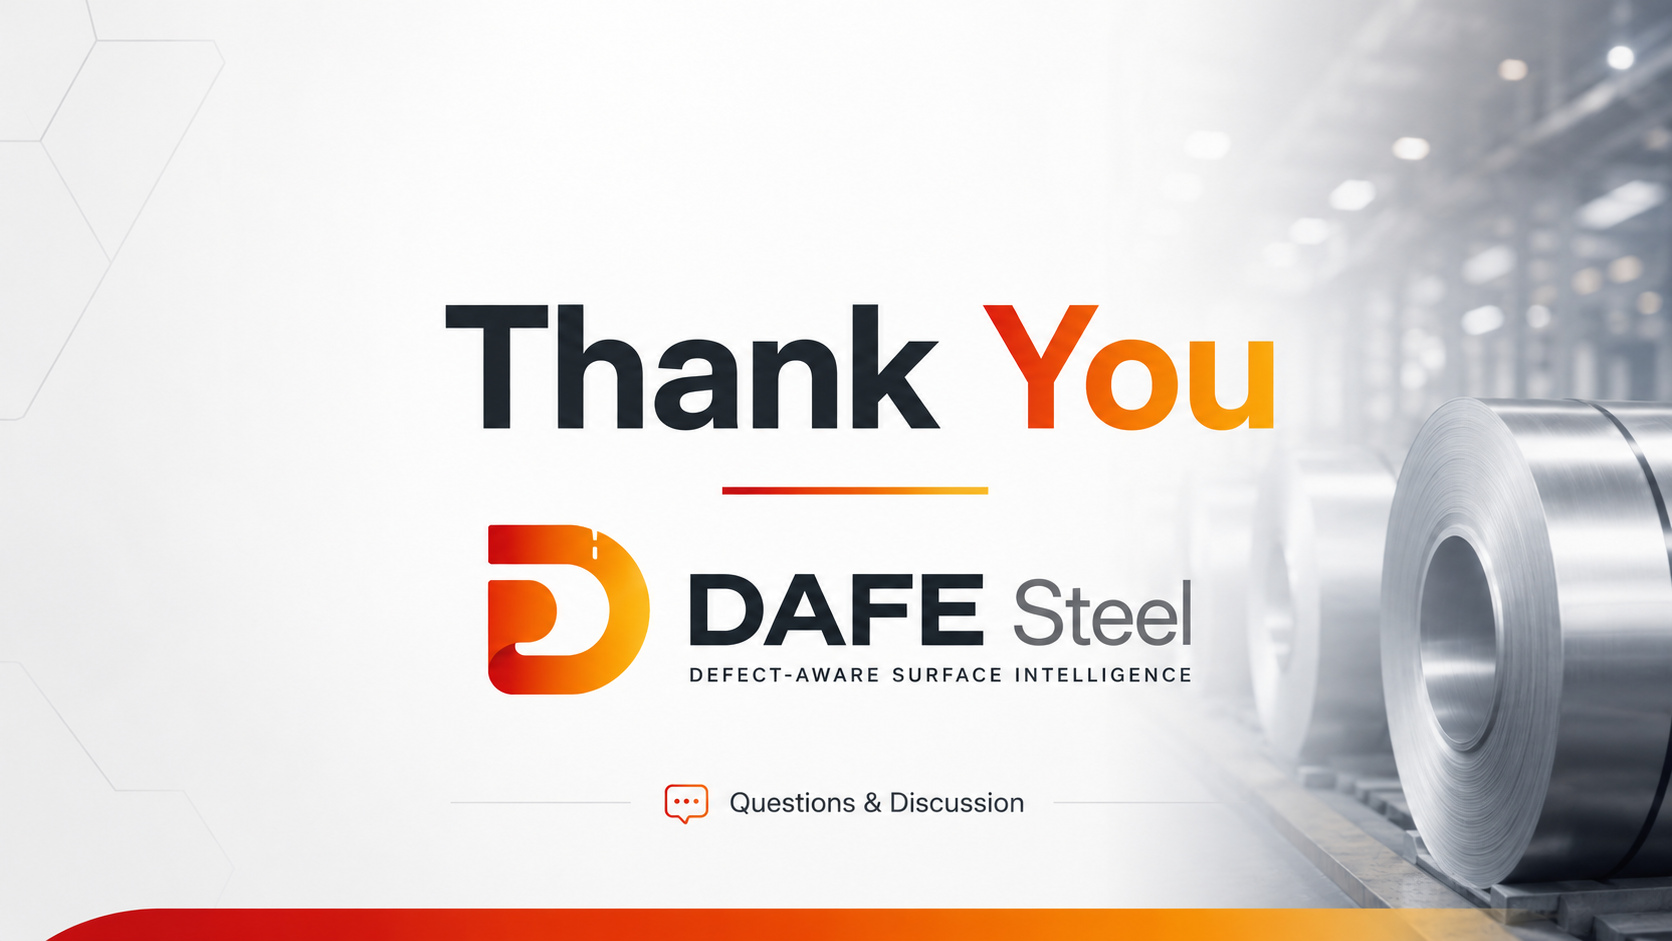 Thank You
DAFE Steel
DEFECT-AWARE SURFACE INTELLIGENCE
Questions & Discussion